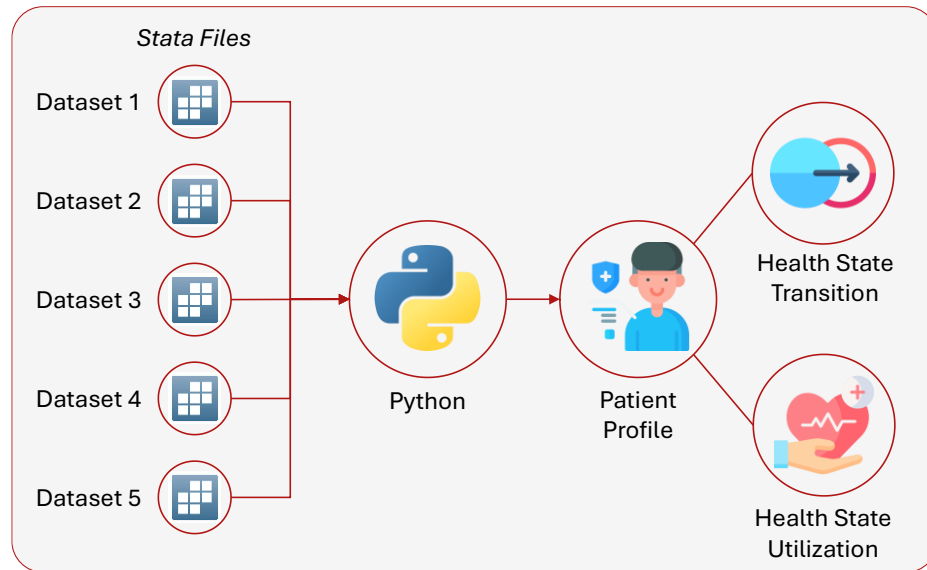 Stata Files
Dataset 1
Dataset 2
Dataset 3
Dataset 4
Dataset 5
Python
Patient
Profile
Health State
Transition
Health State
Utilization